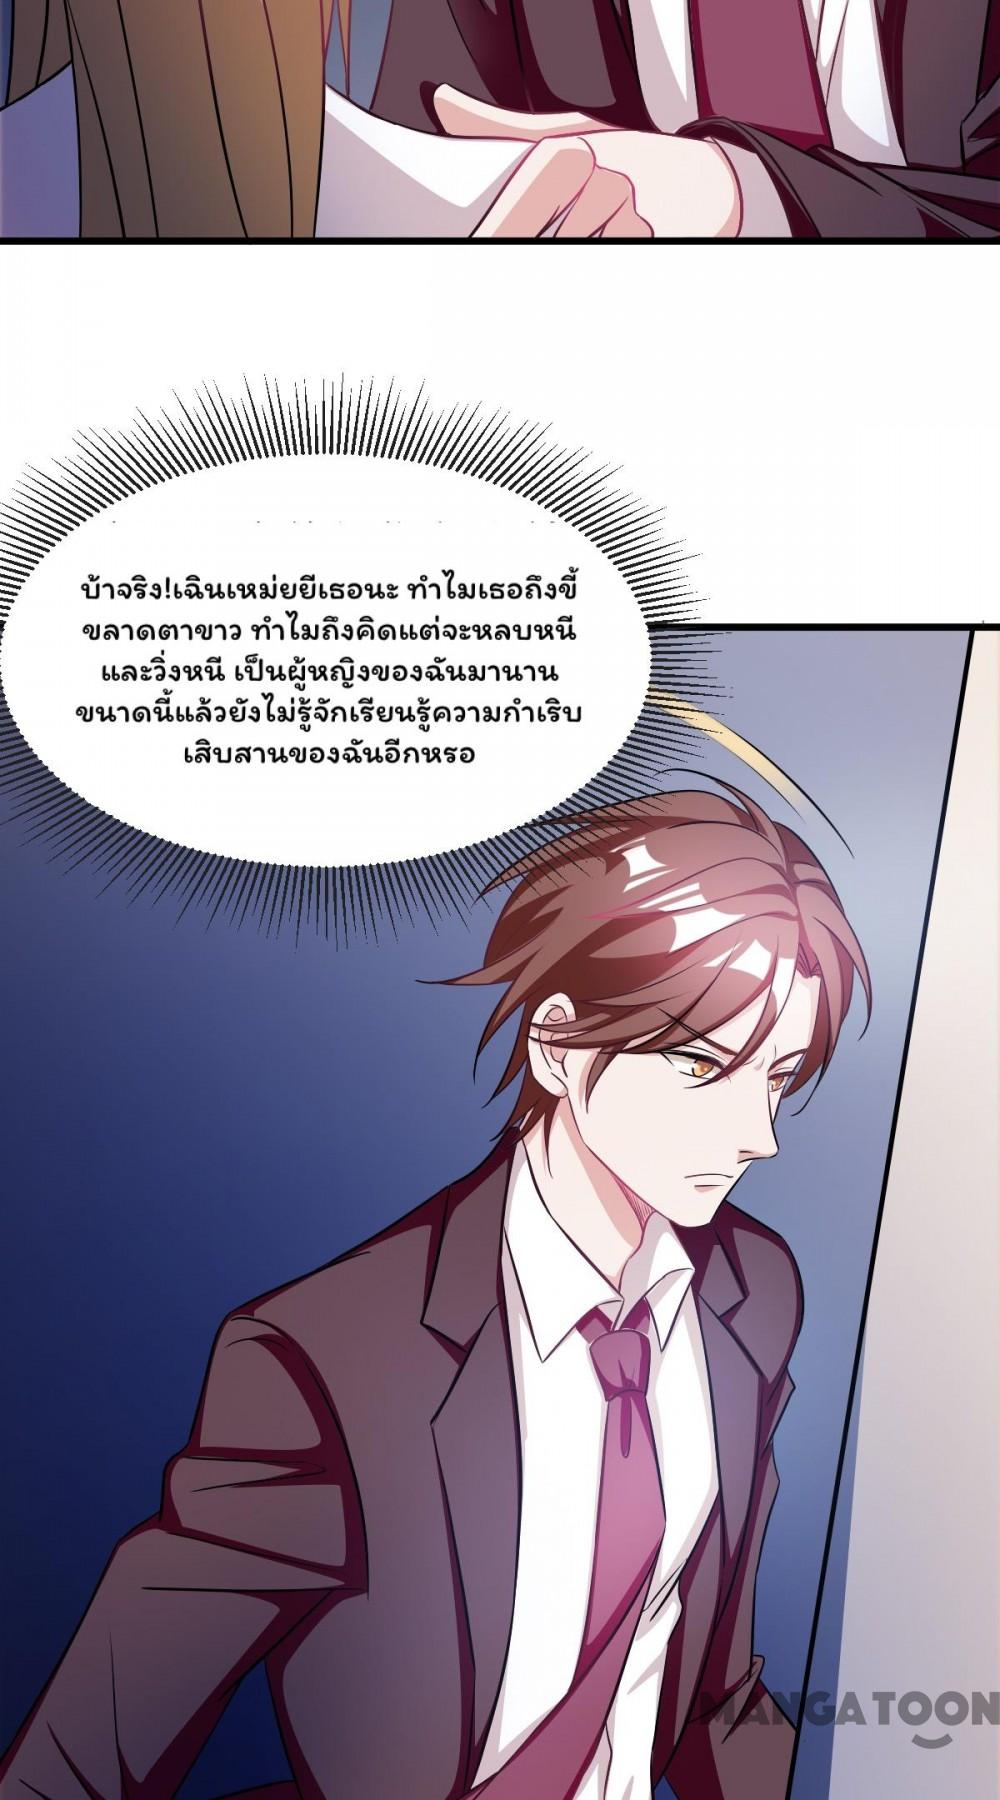 บ้าจริง!เฉินเหม่ยยีเธอนะ ทำไมเธอถึงขี้
ขลาดตาขาว ทำไมถึงคิดแต่จะหลบหนี
และวิ่งหนี เป็นผู้หญิงของฉันมานาน
ขนาดนี้แล้วยังไม่รู้จักเรียนรู้ความกำเริบ
เสิบสานของฉันอีกหรอ
MANGATOON